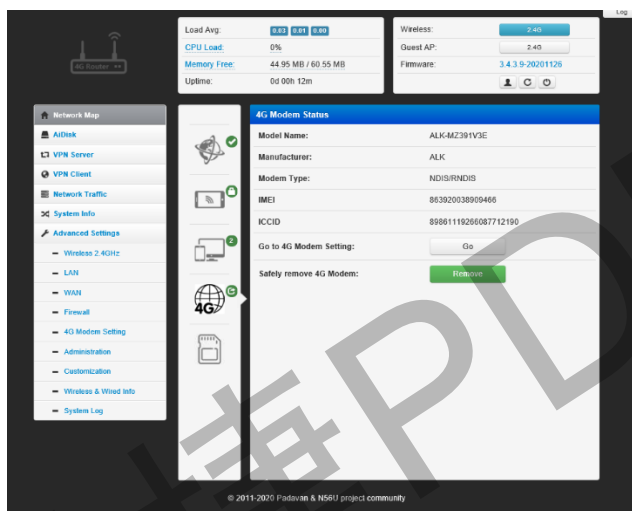 Log
Load Avg: 0.03 0.01 0.00
CPU Load: 0%
Memory Free: 44.95 MB / 60.55 MB
Uptime: 0d 00h 12m
Wireless: 2.4G
Guest AP: 2.4G
Firmware: 3.4.3.9-20201126
4G Router
Network Map
AiDisk
VPN Server
VPN Client
Network Traffic
System Info
Advanced Settings
Wireless 2.4GHz
LAN
WAN
Firewall
4G Modem Setting
Administration
Customization
Wireless & Wired Info
System Log
2
4G
4G Modem Status
Model Name: ALK-MZ391V3E
Manufacturer: ALK
Modem Type: NDIS/RNDIS
IMEI 863920038909466
ICCID 89861119266087712190
Go to 4G Modem Setting: Go
Safely remove 4G Modem: Remove
捷PD
© 2011-2020 Padavan & N56U project community